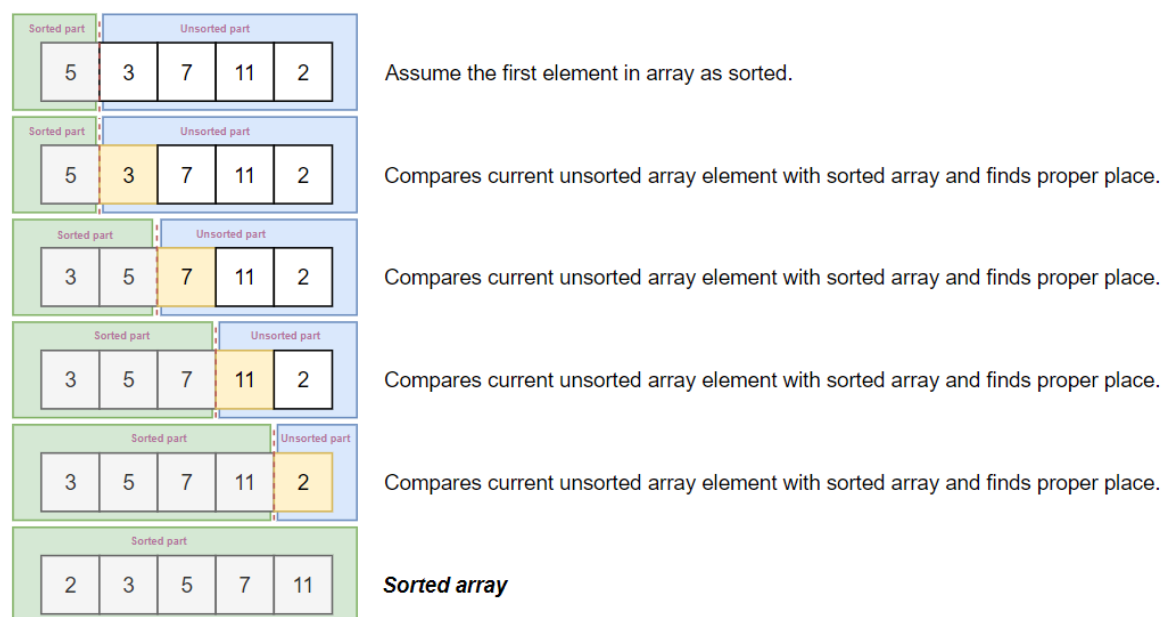 Sorted part Unsorted part
5 3 7 11 2 Assume the first element in array as sorted.
Sorted part Unsorted part
5 3 7 11 2 Compares current unsorted array element with sorted array and finds proper place.
Sorted part Unsorted part
3 5 7 11 2 Compares current unsorted array element with sorted array and finds proper place.
Sorted part Unsorted part
3 5 7 11 2 Compares current unsorted array element with sorted array and finds proper place.
Sorted part Unsorted part
3 5 7 11 2 Compares current unsorted array element with sorted array and finds proper place.
Sorted part
2 3 5 7 11 Sorted array